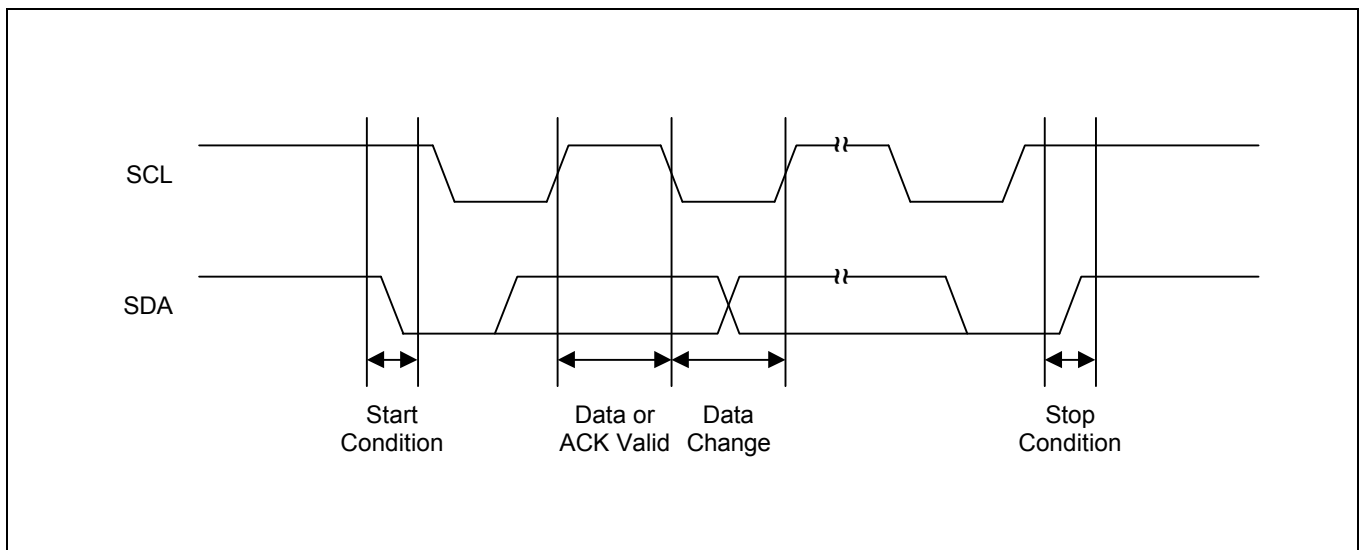 SCL
SDA
Start
Condition
Data or
ACK Valid
Data
Change
Stop
Condition